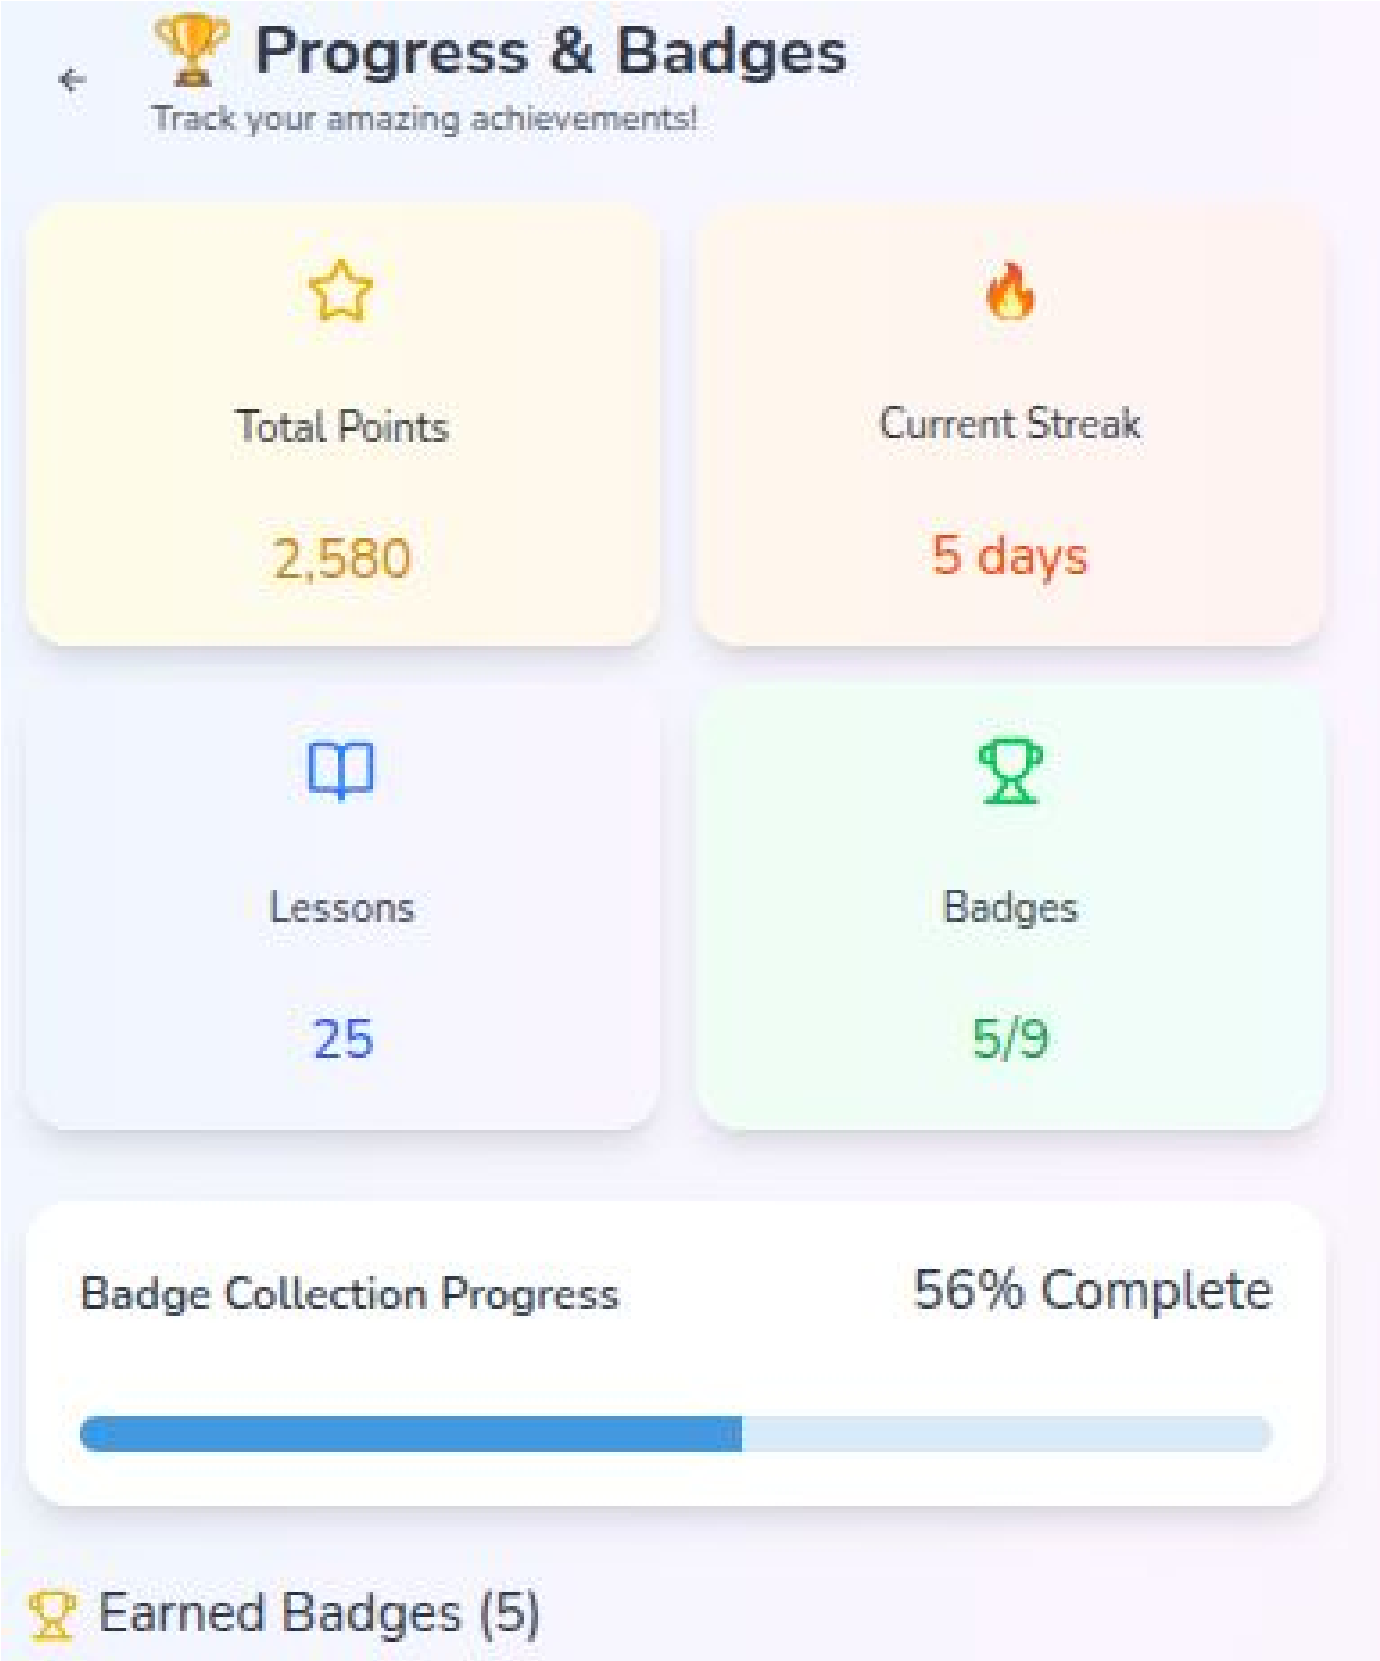 Progress & Badges
Track your amazing achievements!
Total Points
2,580
Current Streak
5 days
Lessons
25
Badges
5/9
Badge Collection Progress
56% Complete
Earned Badges (5)